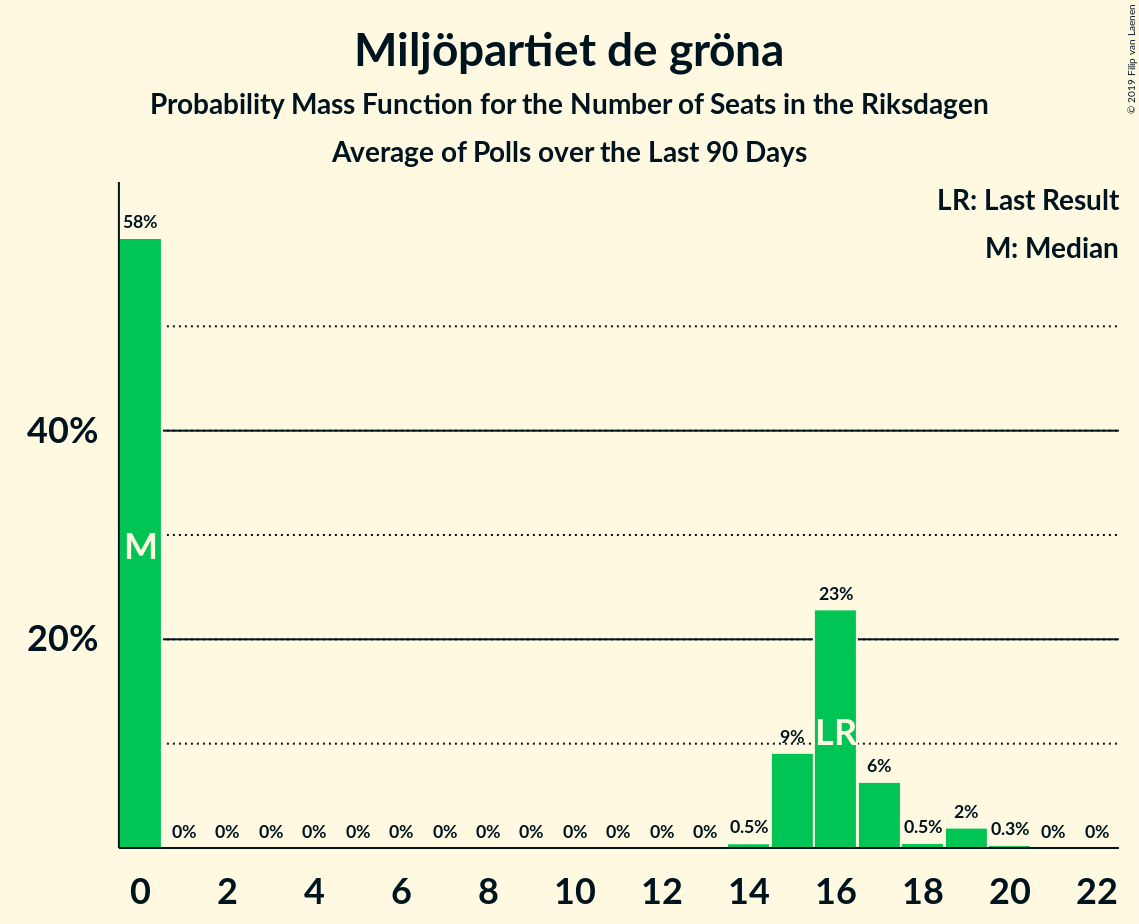 Miljöpartiet de gröna
Probability Mass Function for the Number of Seats in the Riksdagen
Average of Polls over the Last 90 Days
© 2019 Filip van Laenen
LR: Last Result
M: Median
58%
40%
M
23%
20%
LR
9%
6%
0% 0% 0% 0% 0% 0% 0% 0% 0% 0% 0% 0% 0% 0.5% 0.5% 2% 0.3% 0% 0%
0 2 4 6 8 10 12 14 16 18 20 22